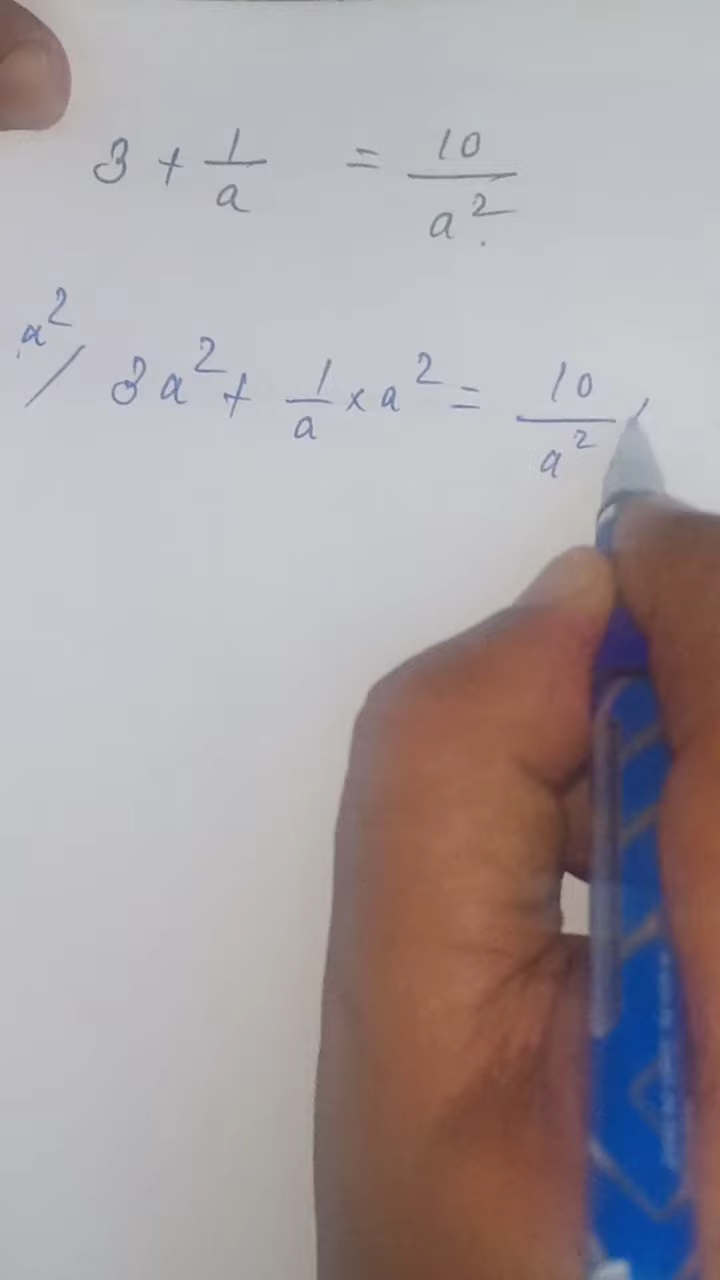 3 + 1/a = 10/a²
a² / 3a² + 1/a × a² = 10/a²